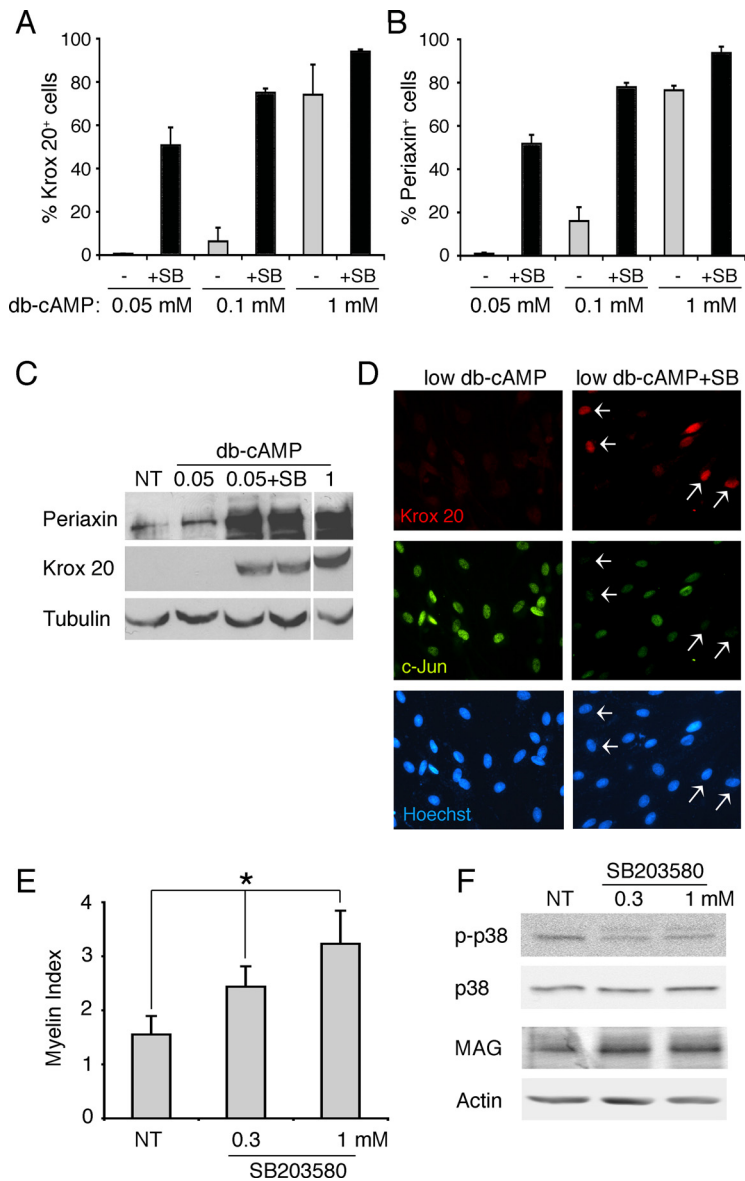 A
% Krox 20+ cells
100
80
60
40
20
0
- +SB - +SB - +SB
db-cAMP: 0.05 mM 0.1 mM 1 mM
B
% Periaxin+ cells
100
80
60
40
20
0
- +SB - +SB - +SB
0.05 mM 0.1 mM 1 mM
C
db-cAMP
NT 0.05 0.05+SB 1
Periaxin
Krox 20
Tubulin
D
low db-cAMP low db-cAMP+SB
Krox 20
c-Jun
Hoechst
E
Myelin Index
4
3
2
1
0
*
NT 0.3 1 mM
SB203580
F
SB203580
NT 0.3 1 mM
p-p38
p38
MAG
Actin